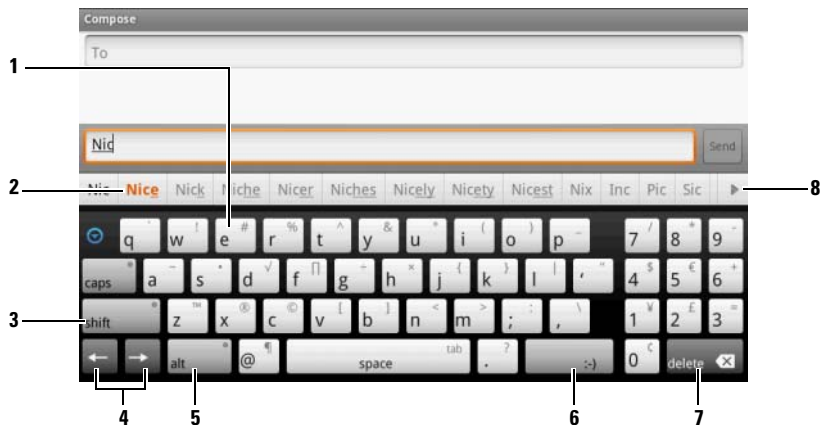 Compose
To
1
Nic
Send
2
Nic Nice Nick Niche Nicer Niches Nicely Nicety Nicest Nix Inc Pic Sic
8
q w ! e # r % t ^ y & u * i ( o ) p _ 7 / 8 * 9 -
caps a ~ s • d √ f ∏ g ÷ h × j { k } l | ' " 4 $ 5 € 6 +
3
shift z ™ x ® c © v [ b ] n < m > ; : , \ 1 ¥ 2 £ 3 =
← → alt @ ¶ space tab . ? :-) 0 ¢ delete
4 5 6 7